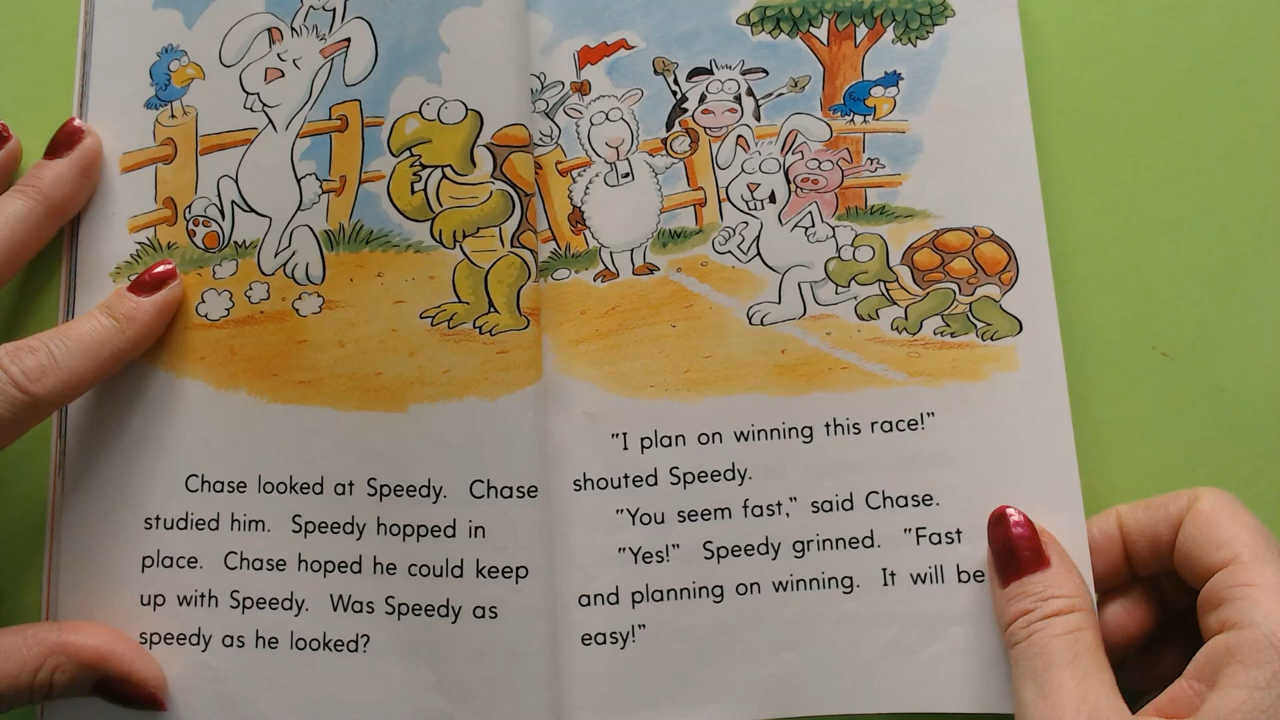 Chase looked at Speedy. Chase
studied him. Speedy hopped in
place. Chase hoped he could keep
up with Speedy. Was Speedy as
speedy as he looked?
"I plan on winning this race!"
shouted Speedy.
"You seem fast," said Chase.
"Yes!" Speedy grinned. "Fast
and planning on winning. It will be
easy!"